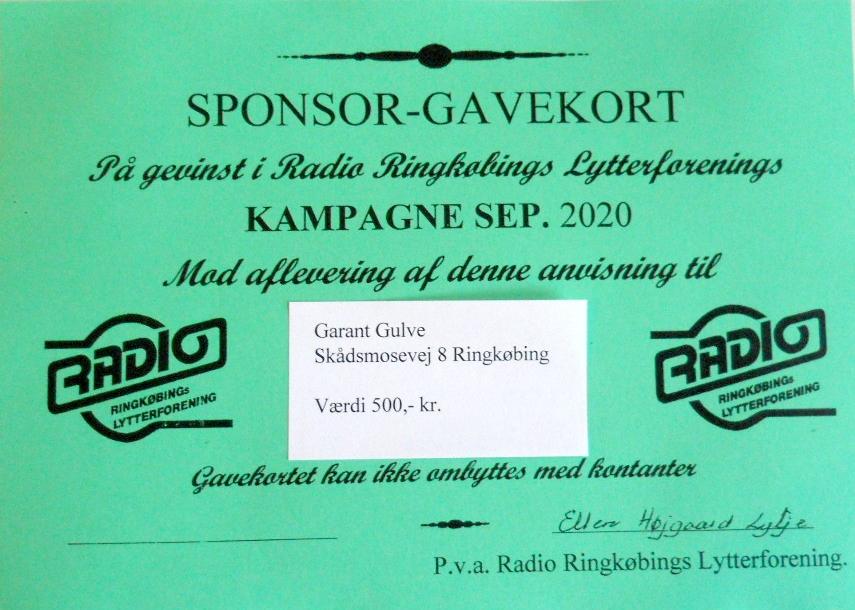 SPONSOR-GAVEKORT
På gevinst i Radio Ringkøbings Lytterforenings
KAMPAGNE SEP. 2020
Mod aflevering af denne anvisning til
RADIO
RINGKØBINGs
LYTTERFORENING
Garant Gulve
Skådsmosevej 8 Ringkøbing
Værdi 500,- kr.
RADIO
RINGKØBINGs
LYTTERFORENING
Gavekortet kan ikke ombyttes med kontanter
Ellen Højgaard Lytje
P.v.a. Radio Ringkøbings Lytterforening.